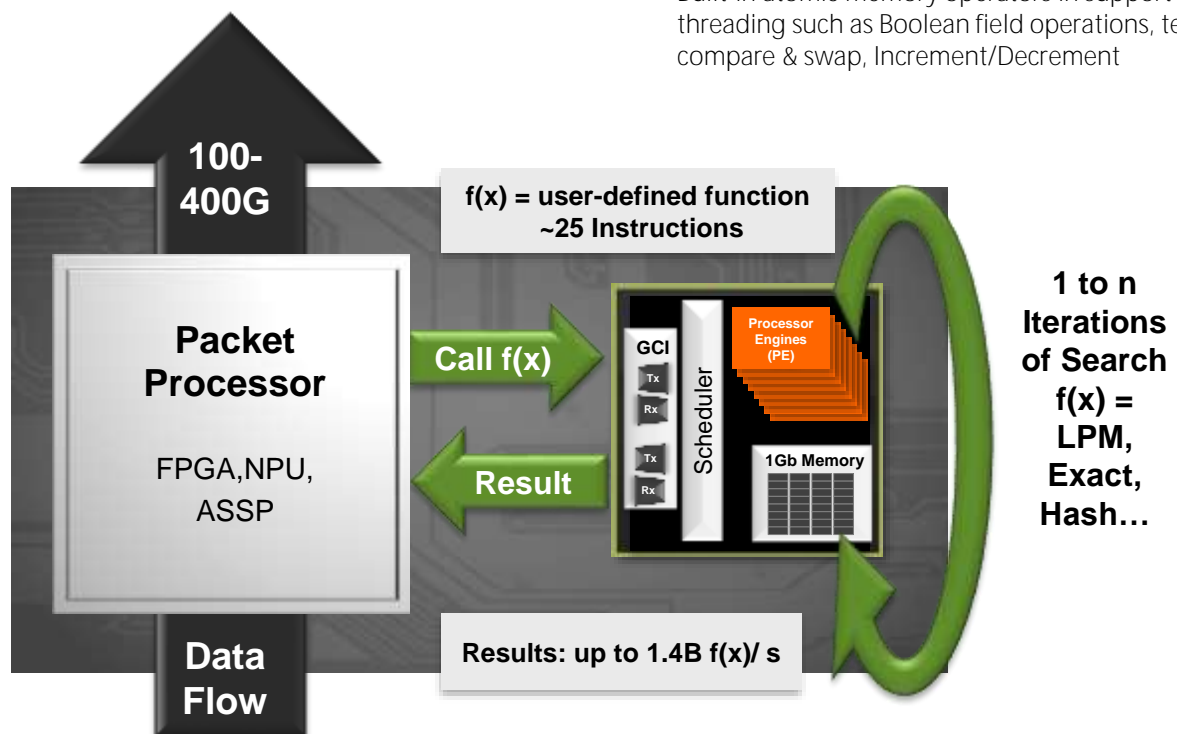 threading such as Boolean field operations,
compare & swap, Increment/Decrement
100-
400G
f(x) = user-defined function
~25 Instructions
Packet
Processor
FPGA,NPU,
ASSP
Call f(x)
Result
GCI
Tx
Rx
Tx
Rx
Scheduler
Processor
Engines
(PE)
1Gb Memory
1 to n
Iterations
of Search
f(x) =
LPM,
Exact,
Hash…
Results: up to 1.4B f(x)/ s
Data
Flow